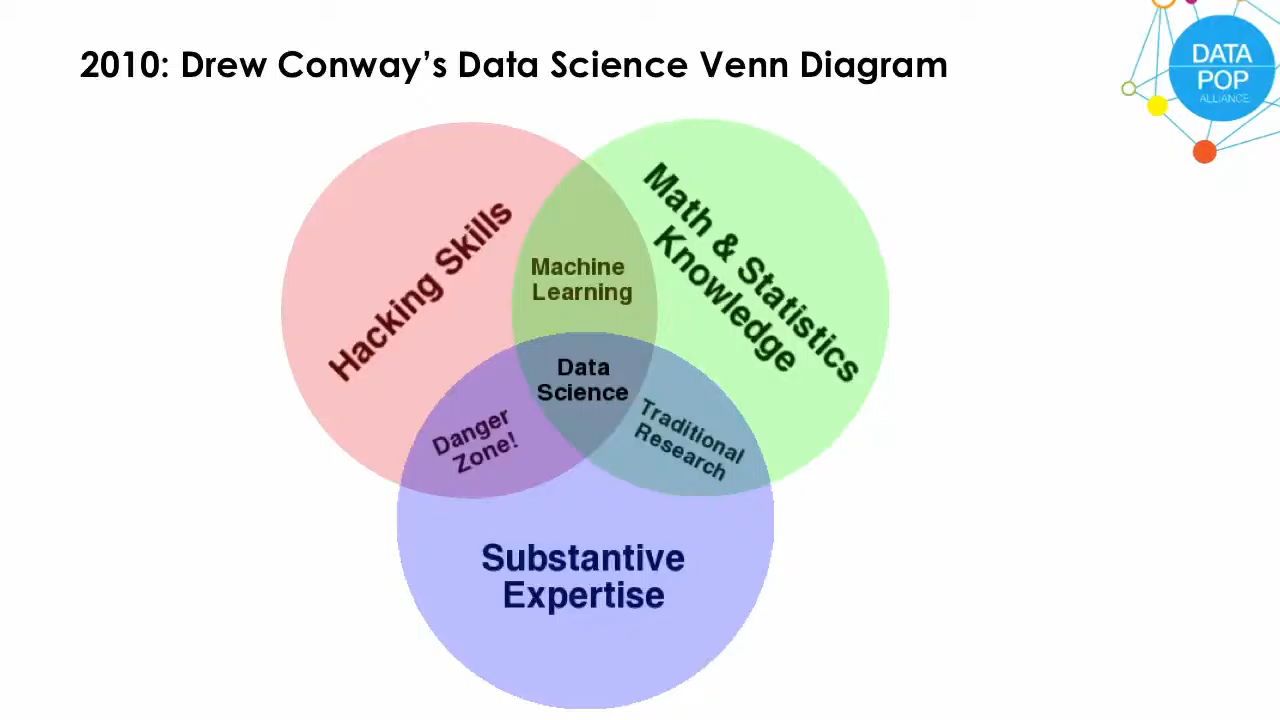 2010: Drew Conway’s Data Science Venn Diagram
DATA
POP
ALLIANCE
Hacking Skills
Math & Statistics
Knowledge
Machine
Learning
Data
Science
Danger
Zone!
Traditional
Research
Substantive
Expertise